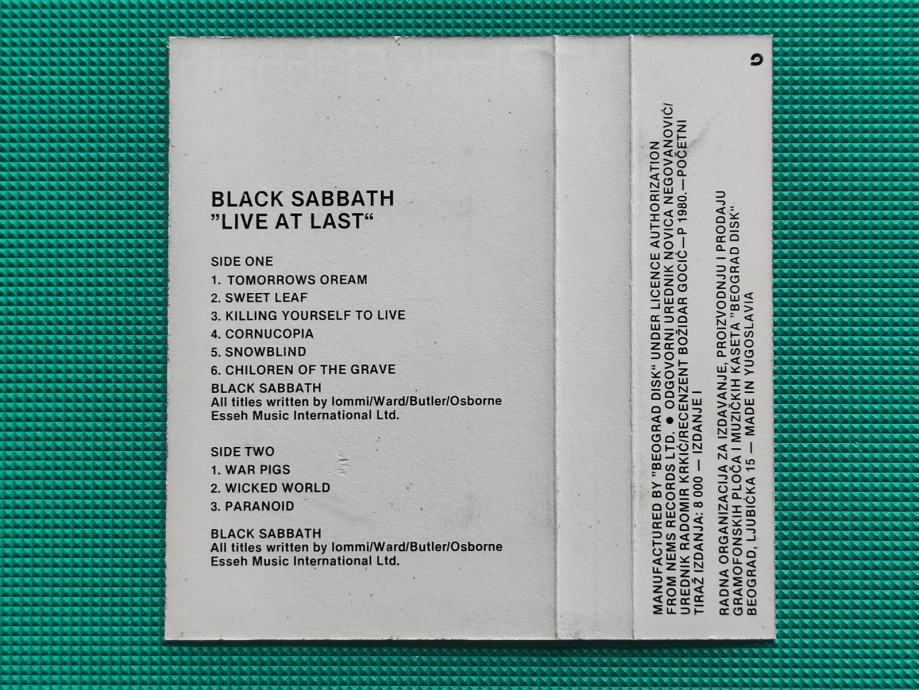 BLACK SABBATH
”LIVE AT LAST“
SIDE ONE
1. TOMORROWS OREAM
2. SWEET LEAF
3. KILLING YOURSELF TO LIVE
4. CORNUCOPIA
5. SNOWBLIND
6. CHILOREN OF THE GRAVE
BLACK SABBATH
All titles written by Iommi/Ward/Butler/Osborne
Esseh Music International Ltd.
SIDE TWO
1. WAR PIGS
2. WICKED WORLD
3. PARANOID
BLACK SABBATH
All titles written by Iommi/Ward/Butler/Osborne
Esseh Music International Ltd.
MANUFACTURED BY ”BEOGRAD DISK“ UNDER LICENCE AUTHORIZATION
FROM NEMS RECORDS LTD. ● ODGOVORNI UREDNIK NOVICA NEGOVANOVIĆ/
UREDNIK RADOMIR KRKIĆ/RECENZENT BOŽIDAR GOCIĆ—P 1980.—POČETNI
TIRAŽ IZDANJA: 8 000 — IZDANJE I
RADNA ORGANIZACIJA ZA IZDAVANJE, PROIZVODNJU I PRODAJU
GRAMOFONSKIH PLOČA I MUZIČKIH KASETA ”BEOGRAD DISK“
BEOGRAD, LJUBIČKA 15 — MADE IN YUGOSLAVIA